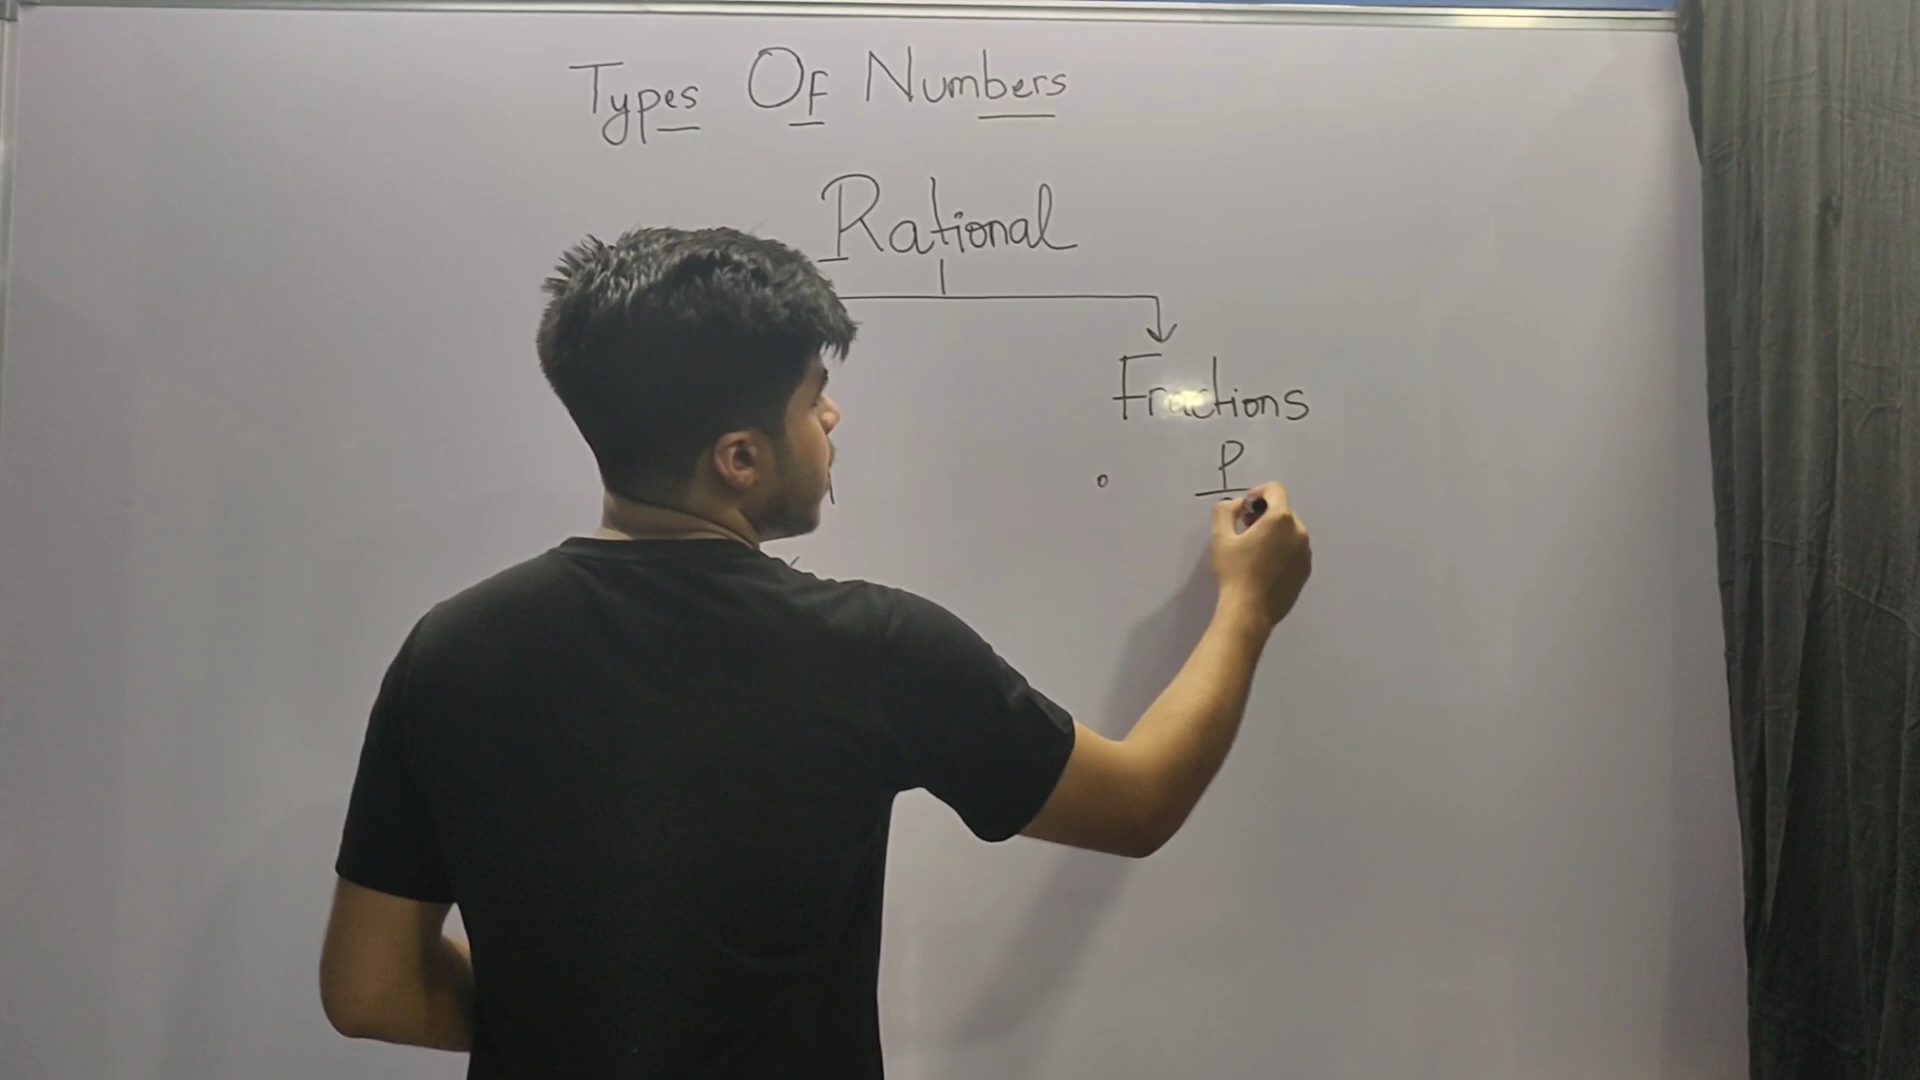 Types Of Numbers
Rational
Fractions
P